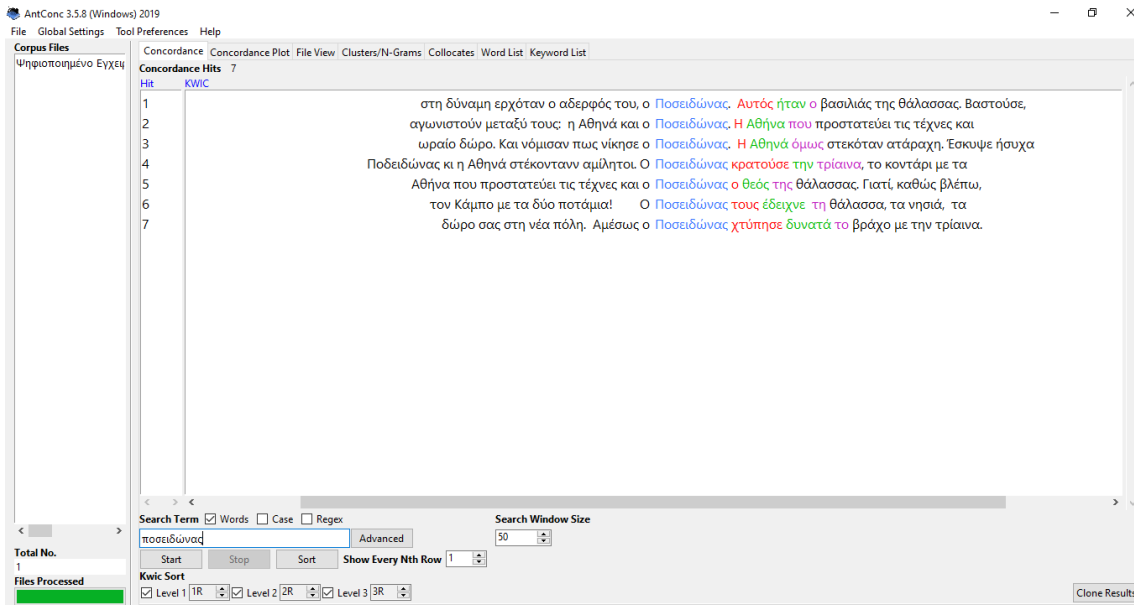 AntConc 3.5.8 (Windows) 2019
File Global Settings Tool Preferences Help
Corpus Files
Concordance Concordance Plot File View Clusters/N-Grams Collocates Word List Keyword List
Ψηφιοποιημένο
Concordance Hits 7
Hit KWIC
1 στη δύναμη ερχόταν ο αδερφός του, ο Ποσειδώνας. Αυτός ήταν ο βασιλιάς της θάλασσας. Βαστούσε,
2 αγωνιστούν μεταξύ τους: η Αθηνά και ο Ποσειδώνας. Η Αθήνα που προστατεύει τις τέχνες και
3 ωραίο δώρο. Και νόμισαν πως νίκησε ο Ποσειδώνας. Η Αθηνά όμως στεκόταν ατάραχη. Έσκυψε ήσυχα
4 Ποδειδώνας κι η Αθηνά στέκοντανν αμίλητοι. Ο Ποσειδώνας κρατούσε την τρίαινα, το κοντάρι με τα
5 Αθήνα που προστατεύει τις τέχνες και ο Ποσειδώνας ο θεός της θάλασσας. Γιατί, καθώς βλέπω,
6 τον Κάμπο με τα δύο ποτάμια! Ο Ποσειδώνας τους έδειχνε τη θάλασσα, τα νησιά, τα
7 δώρο σας στη νέα πόλη. Αμέσως ο Ποσειδώνας χτύπησε δυνατά το βράχο με την τρίαινα.
Search Term Words Case Regex Search Window Size
ποσειδώνας Advanced 50
Total No.
1
Start Stop Sort Show Every Nth Row 1
Files Processed
Kwic Sort
Level 1 1R Level 2 2R Level 3 3R Clone Results